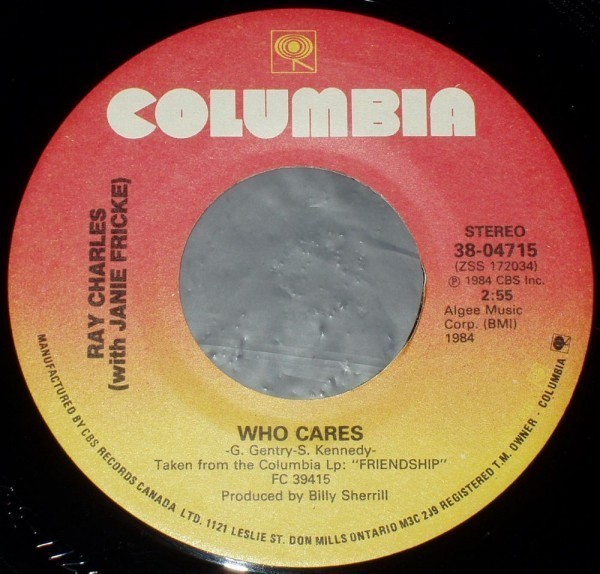 COLUMBIA
RAY CHARLES
(with JANIE FRICKE)
STEREO
38-04715
(ZSS 172034)
℗ 1984 CBS Inc.
2:55
Algee Music
Corp. (BMI)
1984
WHO CARES
-G. Gentry-S. Kennedy-
Taken from the Columbia Lp: "FRIENDSHIP"
FC 39415
Produced by Billy Sherrill
MANUFACTURED BY CBS RECORDS CANADA LTD. 1121 LESLIE ST. DON MILLS ONTARIO M3C 2J9 REGISTERED T.M. OWNER - COLUMBIA